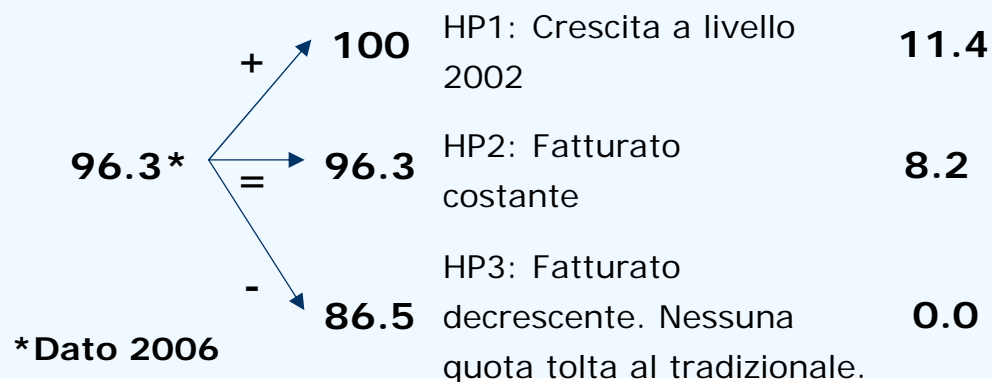 + 100 HP1: Crescita a livello 11.4
2002
96.3* = 96.3 HP2: Fatturato 8.2
costante
HP3: Fatturato
- 86.5 decrescente. Nessuna 0.0
*Dato 2006
quota tolta al tradizionale.